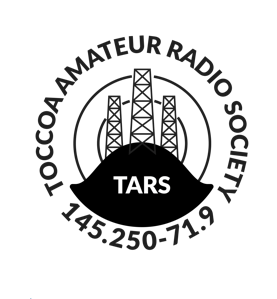 TOCCOA AMATEUR RADIO SOCIETY
TARS
145.250-71.9